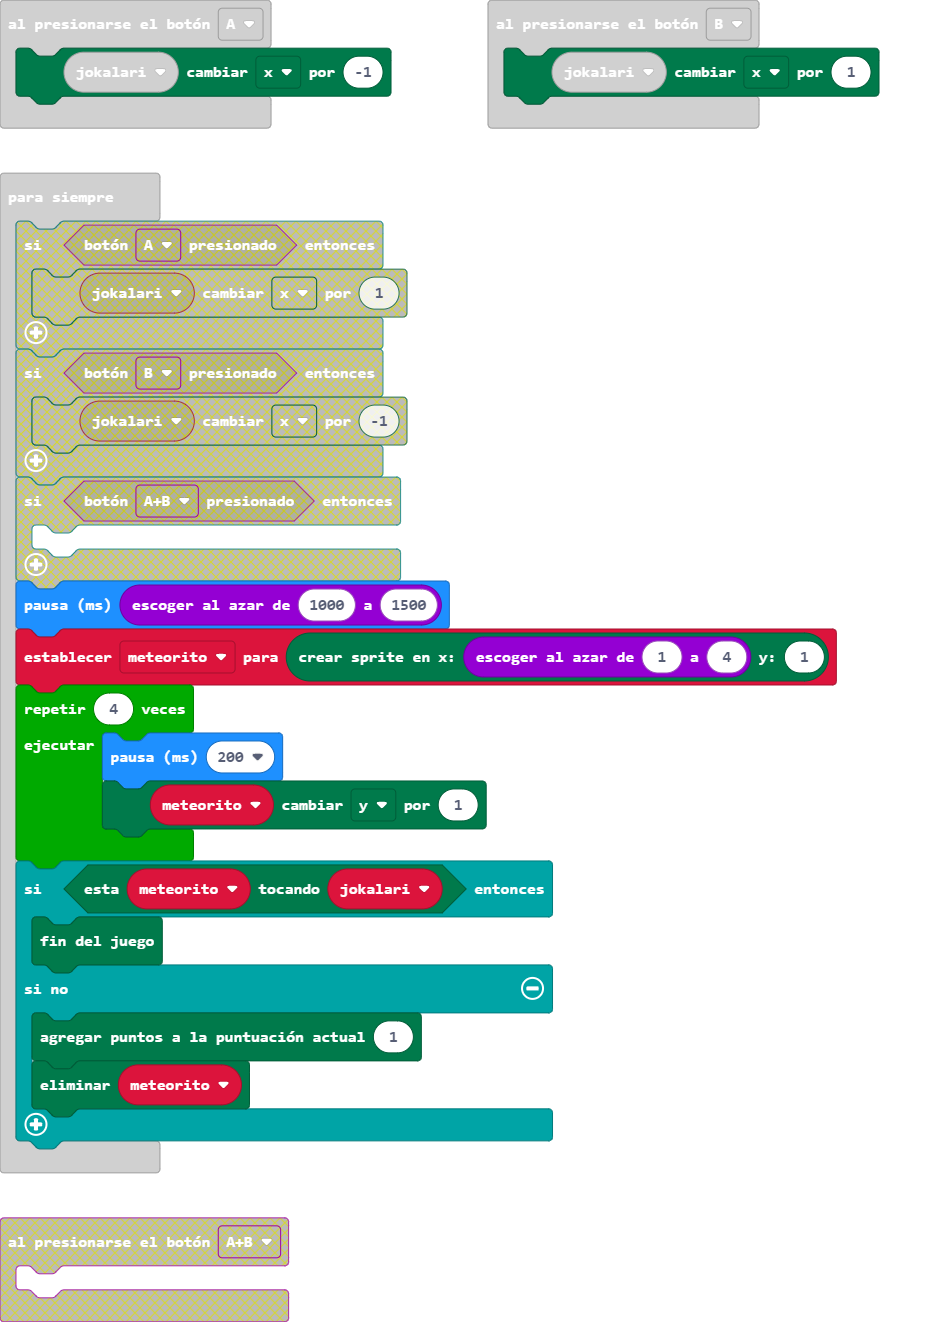 al presionarse el botón A
jokalari cambiar x por -1
al presionarse el botón B
jokalari cambiar x por 1
para siempre
si botón A presionado entonces
jokalari cambiar x por 1
si botón B presionado entonces
jokalari cambiar x por -1
si botón A+B presionado entonces
pausa (ms) escoger al azar de 1000 a 1500
establecer meteorito para crear sprite en x: escoger al azar de 1 a 4 y: 1
repetir 4 veces
ejecutar
pausa (ms) 200
meteorito cambiar y por 1
si esta meteorito tocando jokalari entonces
fin del juego
si no
agregar puntos a la puntuación actual 1
eliminar meteorito
al presionarse el botón A+B